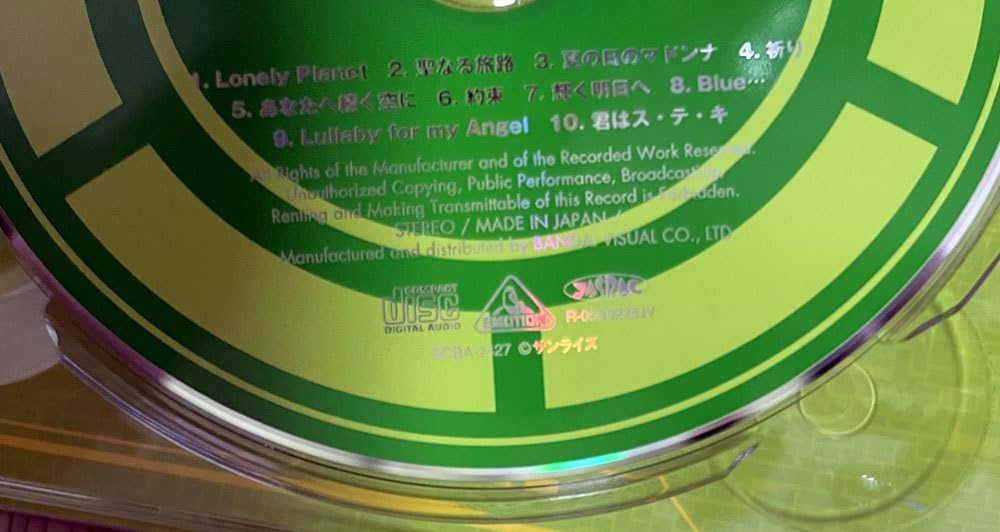 1. Lonely Planet 2. 聖なる旅路 3. 夏の日のマドンナ 4. 祈り
5. あなたへ続く空に 6. 約束 7. 輝く明日へ 8. Blue…
9. Lullaby for my Angel 10. 君はス・テ・キ
All Rights of the Manufacturer and of the Recorded Work Reserved.
Unauthorized Copying, Public Performance, Broadcasting,
Renting and Making Transmittable of this Record is Forbidden.
STEREO / MADE IN JAPAN /
Manufactured and distributed by BANDAI VISUAL CO., LTD.
COMPACT
disc
DIGITAL AUDIO
EMOTION
JASRAC
©サンライズ